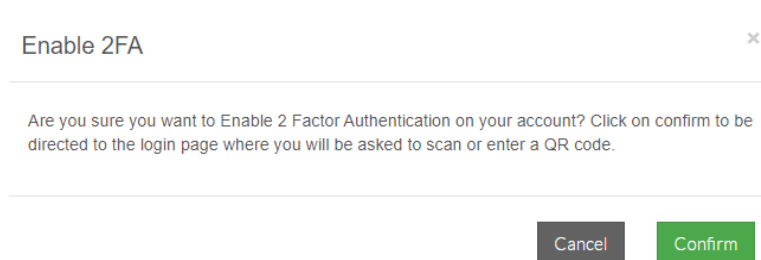 Enable 2FA
×
Are you sure you want to Enable 2 Factor Authentication on your account? Click on confirm to be
directed to the login page where you will be asked to scan or enter a QR code.
Cancel
Confirm